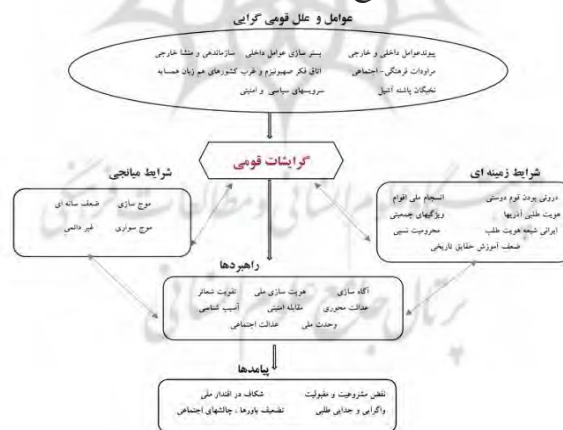 عوامل و علل قومی گرایی
پیوندعوامل داخلی و خارجی بستر سازی عوامل داخلی سازماندهی و منشا خارجی
مراودات فرهنگی- اجتماعی اتاق فکر صهیونیزم و غرب کشورهای هم زبان همسایه
نخبگان پاشنه آشیل سرویسهای سیاسی و امنیتی
گرایشات قومی
شرایط زمینه ای
درونی بودن قوم دوستی انسجام ملی اقوام
هویت طلبی آذریها ویژگیهای جمعیتی
ایرانی شیعه هویت طلب محرومیت نسبی
ضعف آموزش حقایق تاریخی
شرایط میانجی
موج سازی ضعف سانه ای
موج سواری غیر دائمی
راهبردها
آگاه سازی هویت سازی ملی تقویت شعائر
عدالت محوری مقابله امنیتی آسیب شناسی
وحدت ملی عدالت اجتماعی
پیامدها
نقض مشروعیت و مقبولیت شکاف در اقتدار ملی
واگرایی و جدایی طلبی تضعیف باورها ، چالشهای اجتماعی
پرتال جامع علوم انسانی